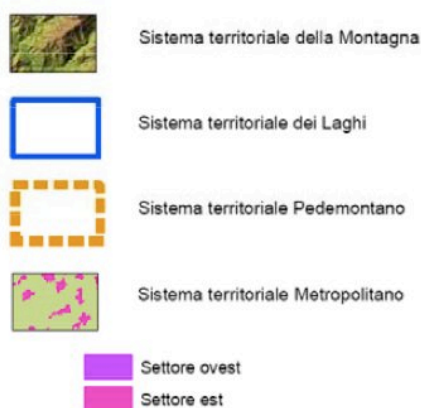 Sistema territoriale della Montagna
Sistema territoriale dei Laghi
Sistema territoriale Pedemontano
Sistema territoriale Metropolitano
Settore ovest
Settore est